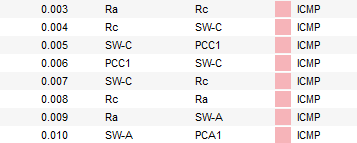 0.003 Ra Rc ICMP
0.004 Rc SW-C ICMP
0.005 SW-C PCC1 ICMP
0.006 PCC1 SW-C ICMP
0.007 SW-C Rc ICMP
0.008 Rc Ra ICMP
0.009 Ra SW-A ICMP
0.010 SW-A PCA1 ICMP